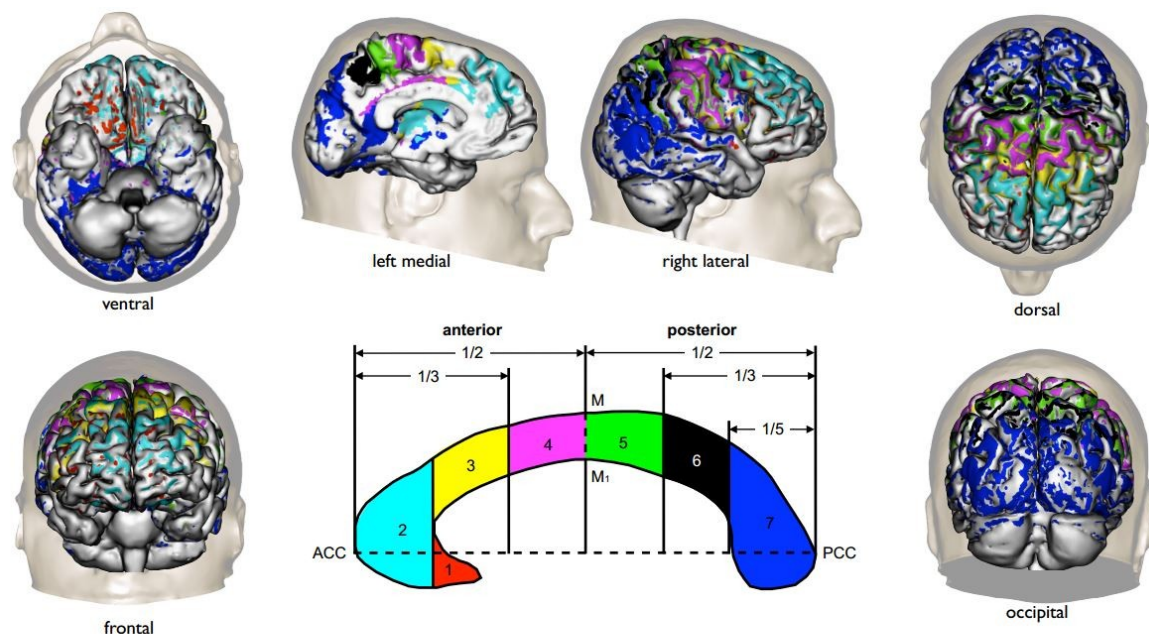 ventral
left medial
right lateral
dorsal
anterior
posterior
1/2
1/2
1/3
1/3
M
1/5
4
5
3
6
M1
2
7
ACC
PCC
1
frontal
occipital